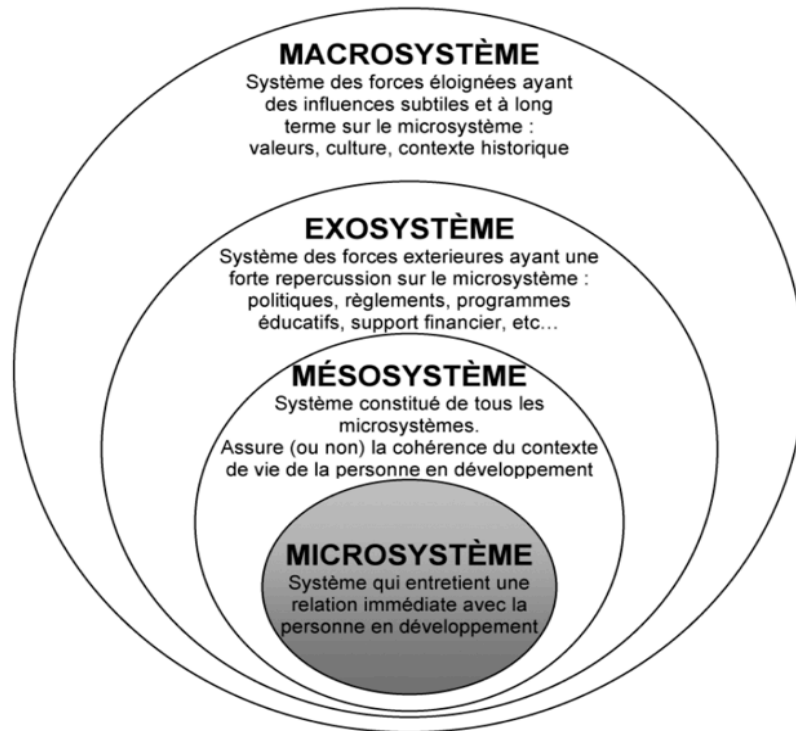 MACROSYSTÈME
Système des forces éloignées ayant
des influences subtiles et à long
terme sur le microsystème :
valeurs, culture, contexte historique
EXOSYSTÈME
Système des forces exterieures ayant une
forte repercussion sur le microsystème :
politiques, règlements, programmes
éducatifs, support financier, etc...
MÉSOSYSTÈME
Système constitué de tous les
microsystèmes.
Assure (ou non) la cohérence du contexte
de vie de la personne en développement
MICROSYSTÈME
Système qui entretient une
relation immédiate avec la
personne en développement